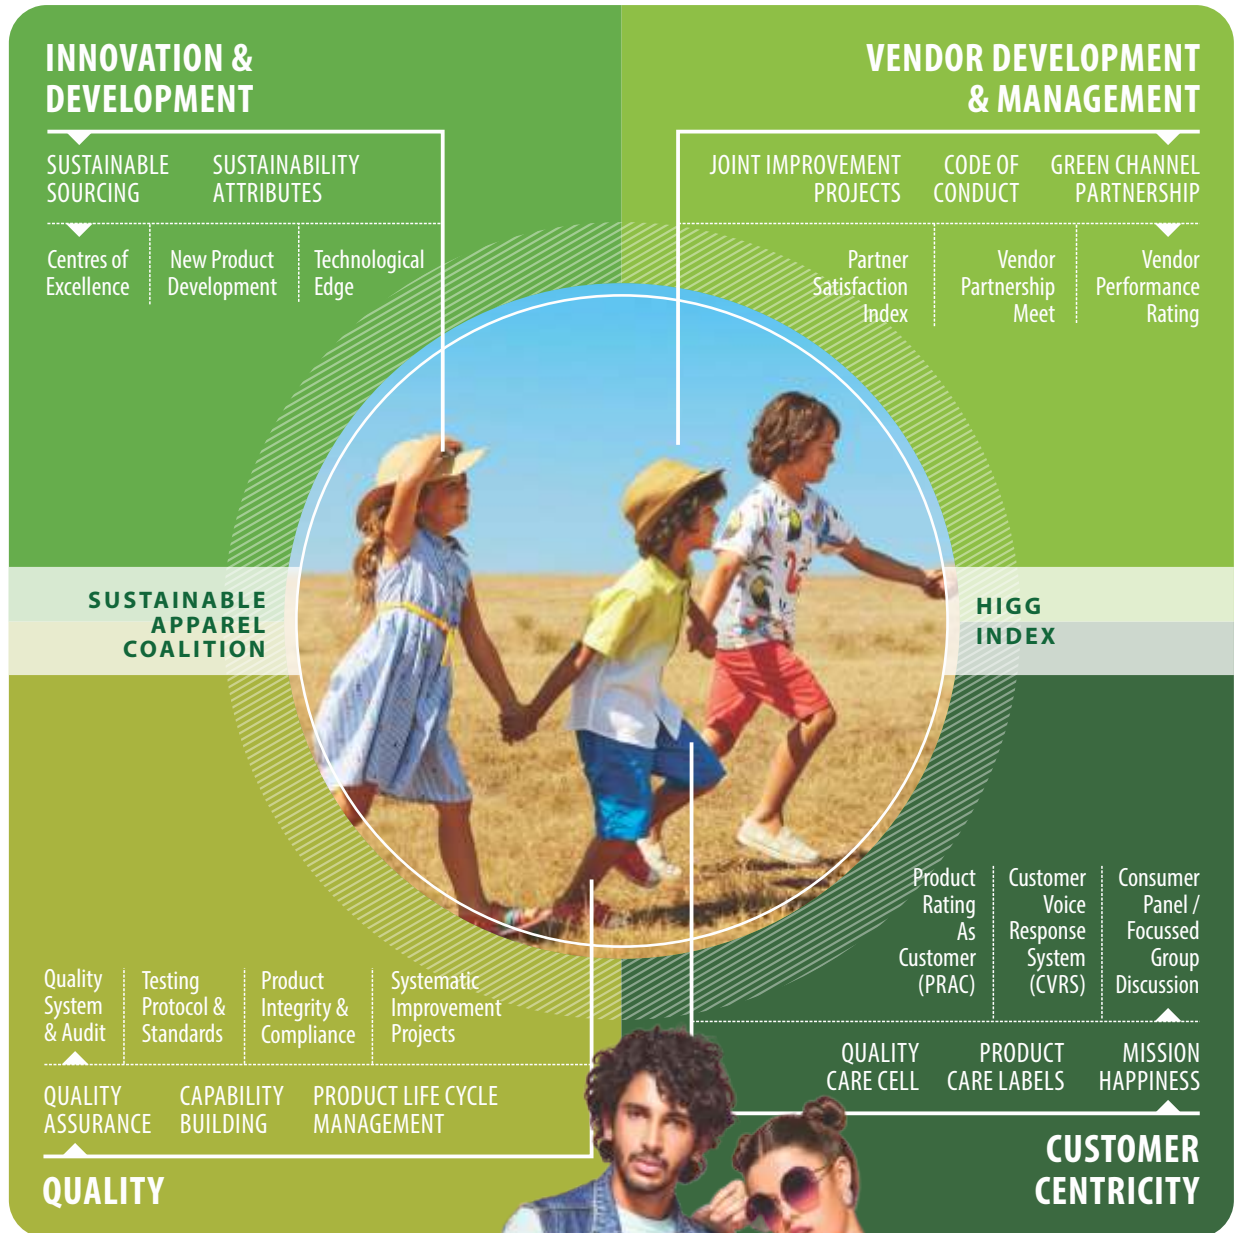 INNOVATION &
DEVELOPMENT
SUSTAINABLE
SOURCING
SUSTAINABILITY
ATTRIBUTES
Centres of
Excellence
New Product
Development
Technological
Edge
VENDOR DEVELOPMENT
& MANAGEMENT
JOINT IMPROVEMENT
PROJECTS
CODE OF
CONDUCT
GREEN CHANNEL
PARTNERSHIP
Partner
Satisfaction
Index
Vendor
Partnership
Meet
Vendor
Performance
Rating
SUSTAINABLE
APPAREL
COALITION
HIGG
INDEX
Quality
System
& Audit
Testing
Protocol &
Standards
Product
Integrity &
Compliance
Systematic
Improvement
Projects
QUALITY
ASSURANCE
CAPABILITY
BUILDING
PRODUCT LIFE CYCLE
MANAGEMENT
QUALITY
Product
Rating
As
Customer
(PRAC)
Customer
Voice
Response
System
(CVRS)
Consumer
Panel /
Focussed
Group
Discussion
QUALITY
CARE CELL
PRODUCT
CARE LABELS
MISSION
HAPPINESS
CUSTOMER
CENTRICITY